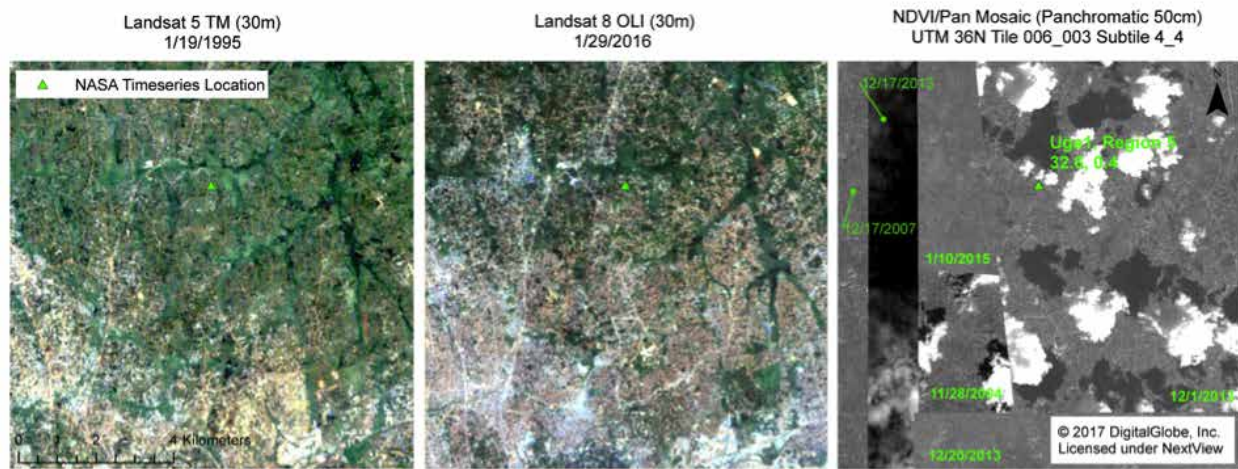 Landsat 5 TM (30m)
1/19/1995
Landsat 8 OLI (30m)
1/29/2016
NDVI/Pan Mosaic (Panchromatic 50cm)
UTM 36N Tile 006_003 Subtile 4_4
NASA Timeseries Location
0 1 2 4 Kilometers
12/17/2013
N
Uga1, Region 5
32.6, 0.4
12/17/2007
1/10/2015
11/28/2004
12/1/2013
12/20/2013
© 2017 DigitalGlobe, Inc.
Licensed under NextView